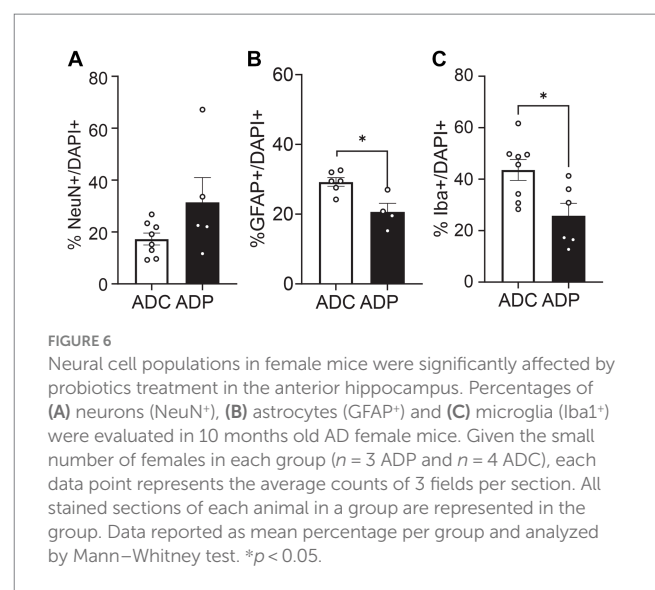 A
B
C
% NeuN+/DAPI+
80
60
40
20
0
ADC ADP
%GFAP+/DAPI+
60
40
20
0
*
ADC ADP
% Iba+/DAPI+
80
60
40
20
0
*
ADC ADP
FIGURE 6
Neural cell populations in female mice were significantly affected by
probiotics treatment in the anterior hippocampus. Percentages of
(A) neurons (NeuN⁺), (B) astrocytes (GFAP⁺) and (C) microglia (Iba1⁺)
were evaluated in 10 months old AD female mice. Given the small
number of females in each group (n = 3 ADP and n = 4 ADC), each
data point represents the average counts of 3 fields per section. All
stained sections of each animal in a group are represented in the
group. Data reported as mean percentage per group and analyzed
by Mann–Whitney test. *p < 0.05.